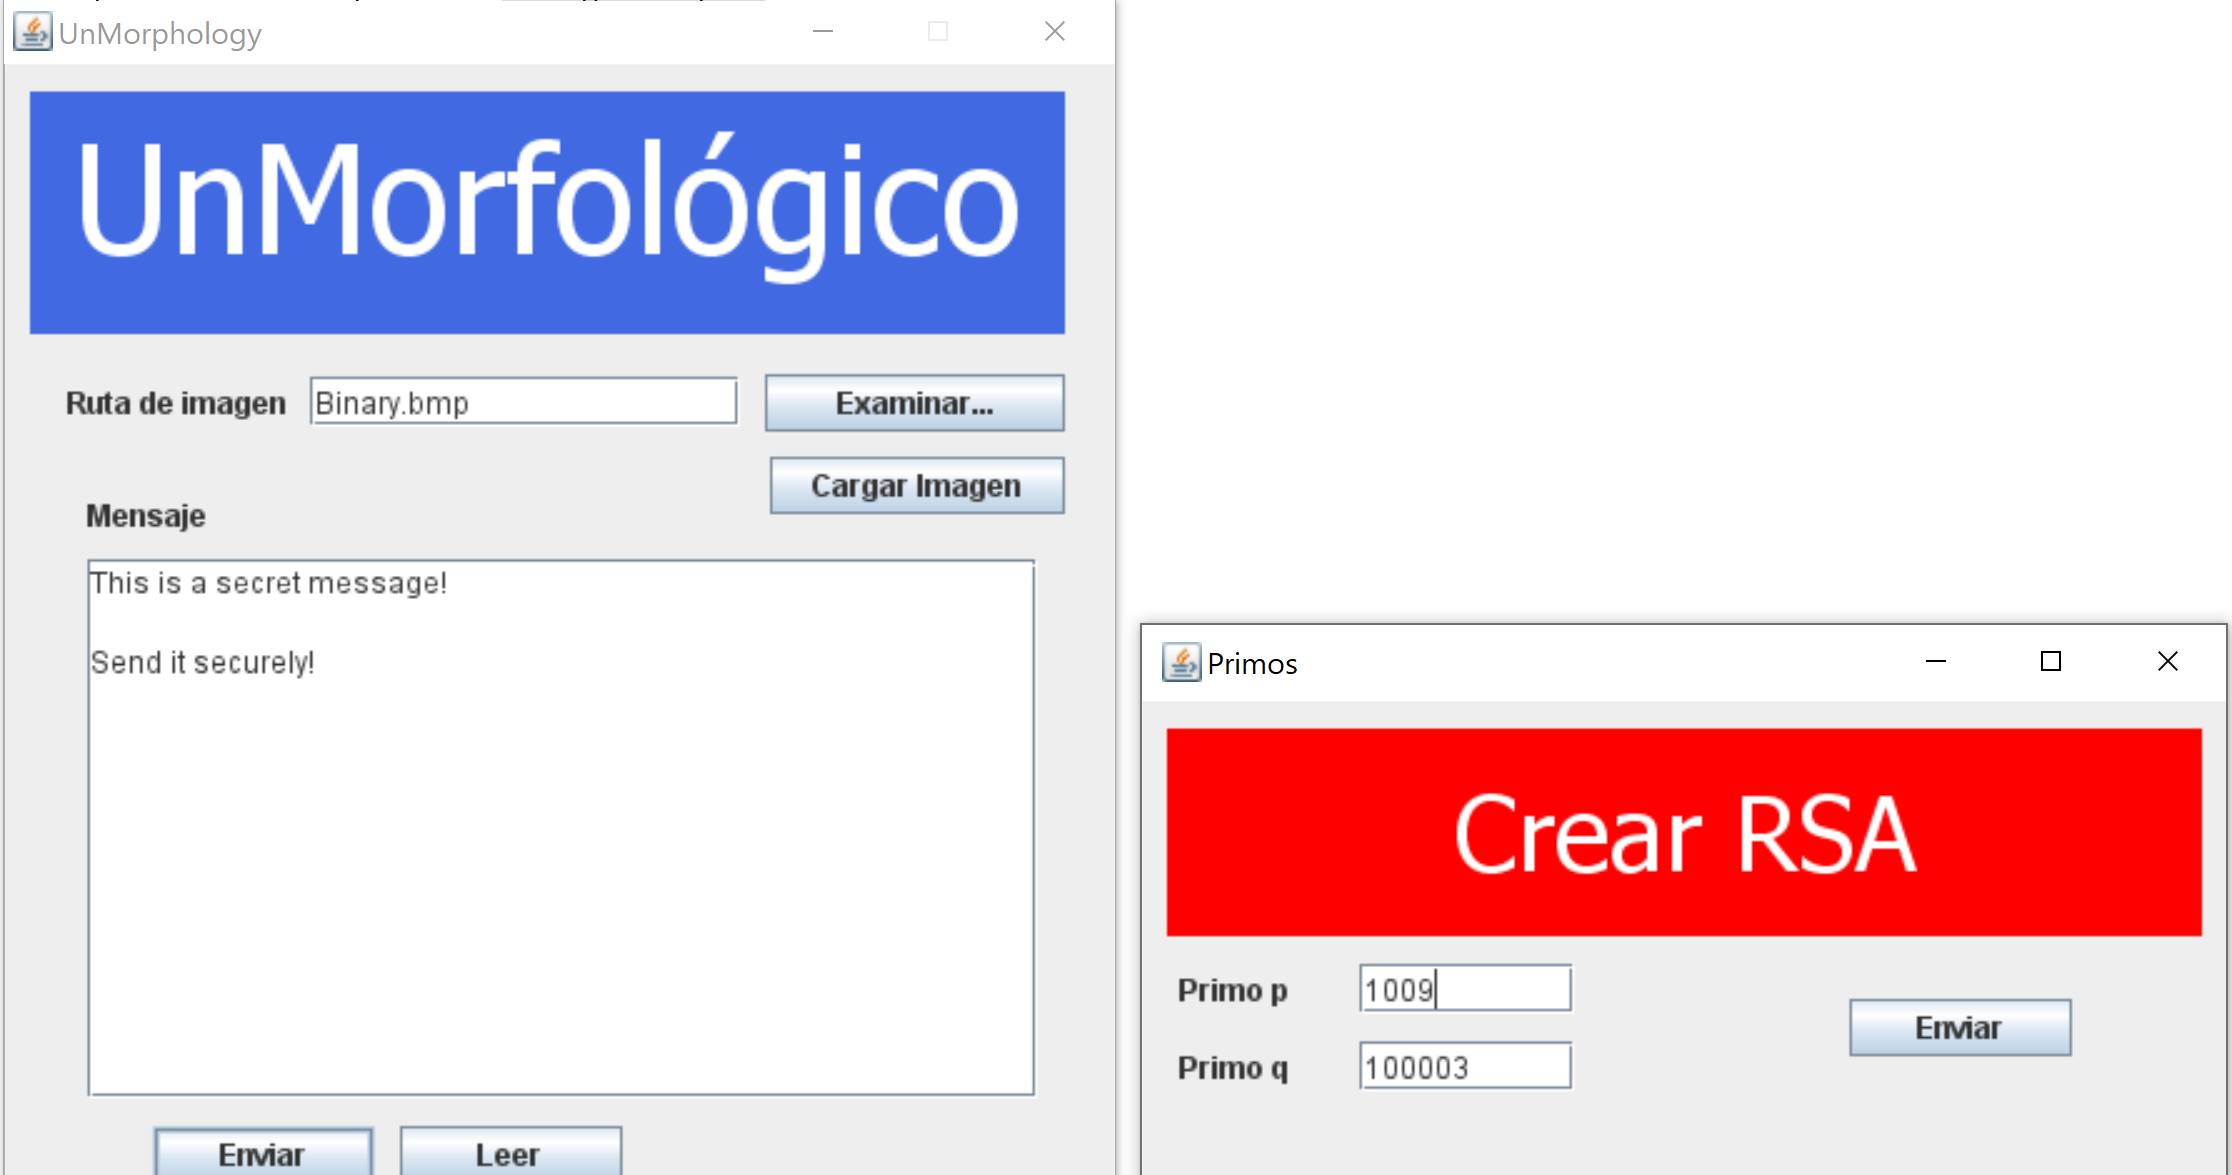 UnMorphology
UnMorfológico
Ruta de imagen Binary.bmp Examinar...
Cargar Imagen
Mensaje
This is a secret message!
Send it securely!
Enviar Leer
Primos
Crear RSA
Primo p 1009
Enviar
Primo q 100003